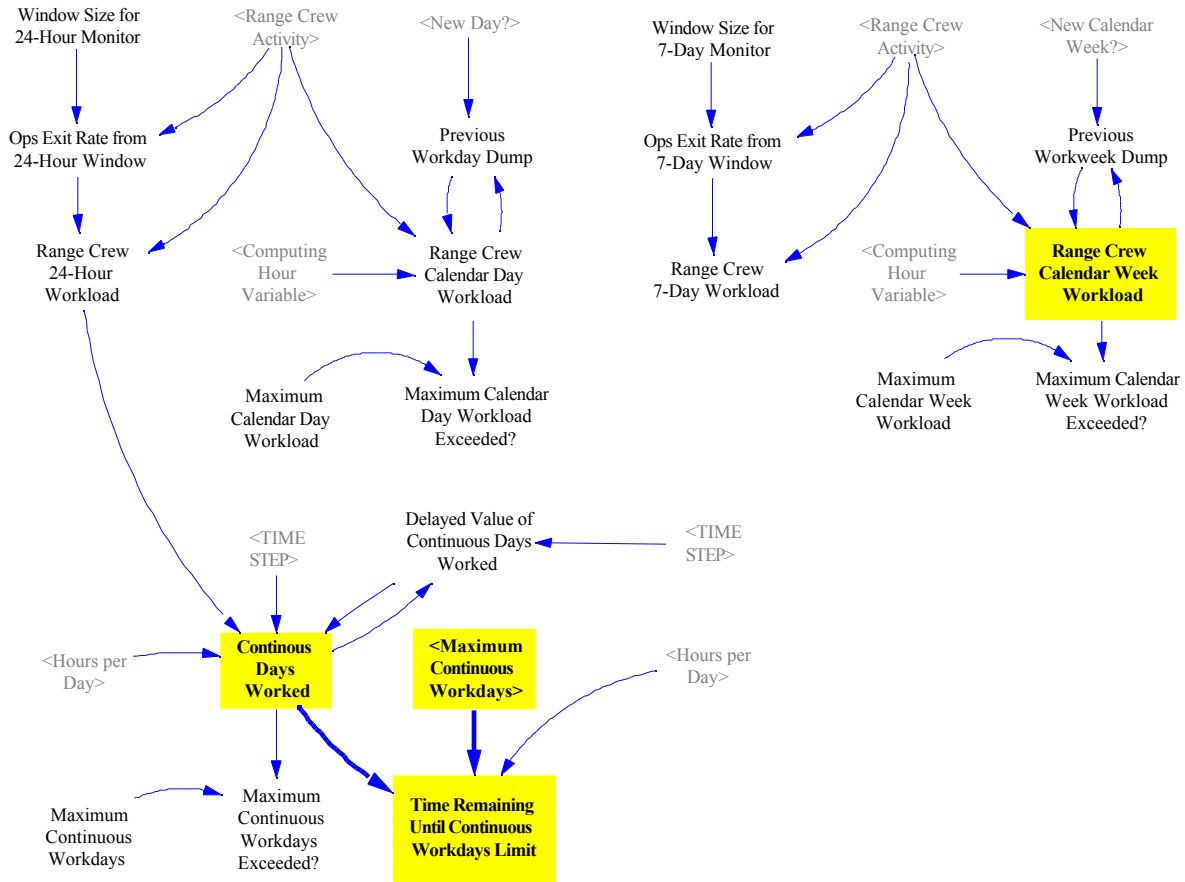 Window Size for
24-Hour Monitor
<Range Crew
Activity>
<New Day?>
Window Size for
7-Day Monitor
<Range Crew
Activity>
<New Calendar
Week?>
Ops Exit Rate from
24-Hour Window
Previous
Workday Dump
Ops Exit Rate from
7-Day Window
Previous
Workweek Dump
Range Crew
24-Hour
Workload
<Computing
Hour
Variable>
Range Crew
Calendar Day
Workload
Range Crew
7-Day Workload
<Computing
Hour
Variable>
Range Crew
Calendar Week
Workload
Maximum
Calendar Day
Workload
Maximum Calendar
Day Workload
Exceeded?
Maximum
Calendar Week
Workload
Maximum Calendar
Week Workload
Exceeded?
<TIME
STEP>
Delayed Value of
Continuous Days
Worked
<TIME
STEP>
<Hours per
Day>
Continous
Days
Worked
<Maximum
Continuous
Workdays>
<Hours per
Day>
Maximum
Continuous
Workdays
Maximum
Continuous
Workdays
Exceeded?
Time Remaining
Until Continuous
Workdays Limit